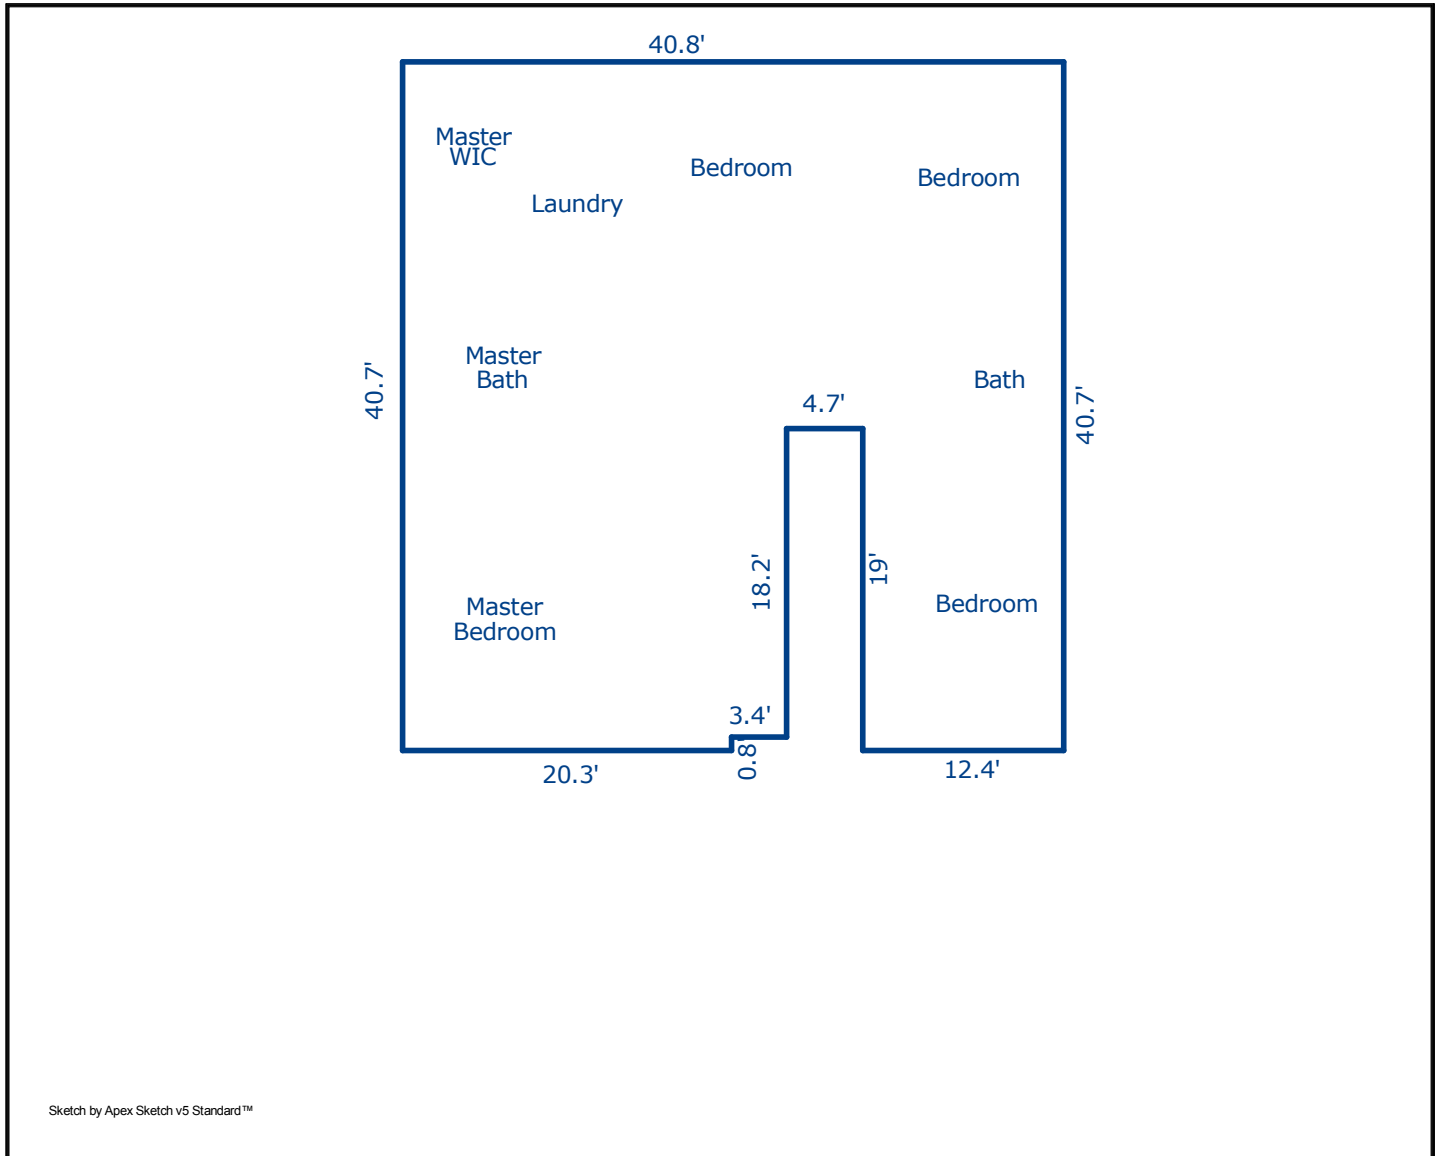 40.8'
Master
WIC
Bedroom
Bedroom
Laundry
Master
Bath
Bath
40.7'
40.7'
4.7'
18.2'
19'
Master
Bedroom
Bedroom
3.4'
0.8'
20.3'
12.4'
Sketch by Apex Sketch v5 Standard™